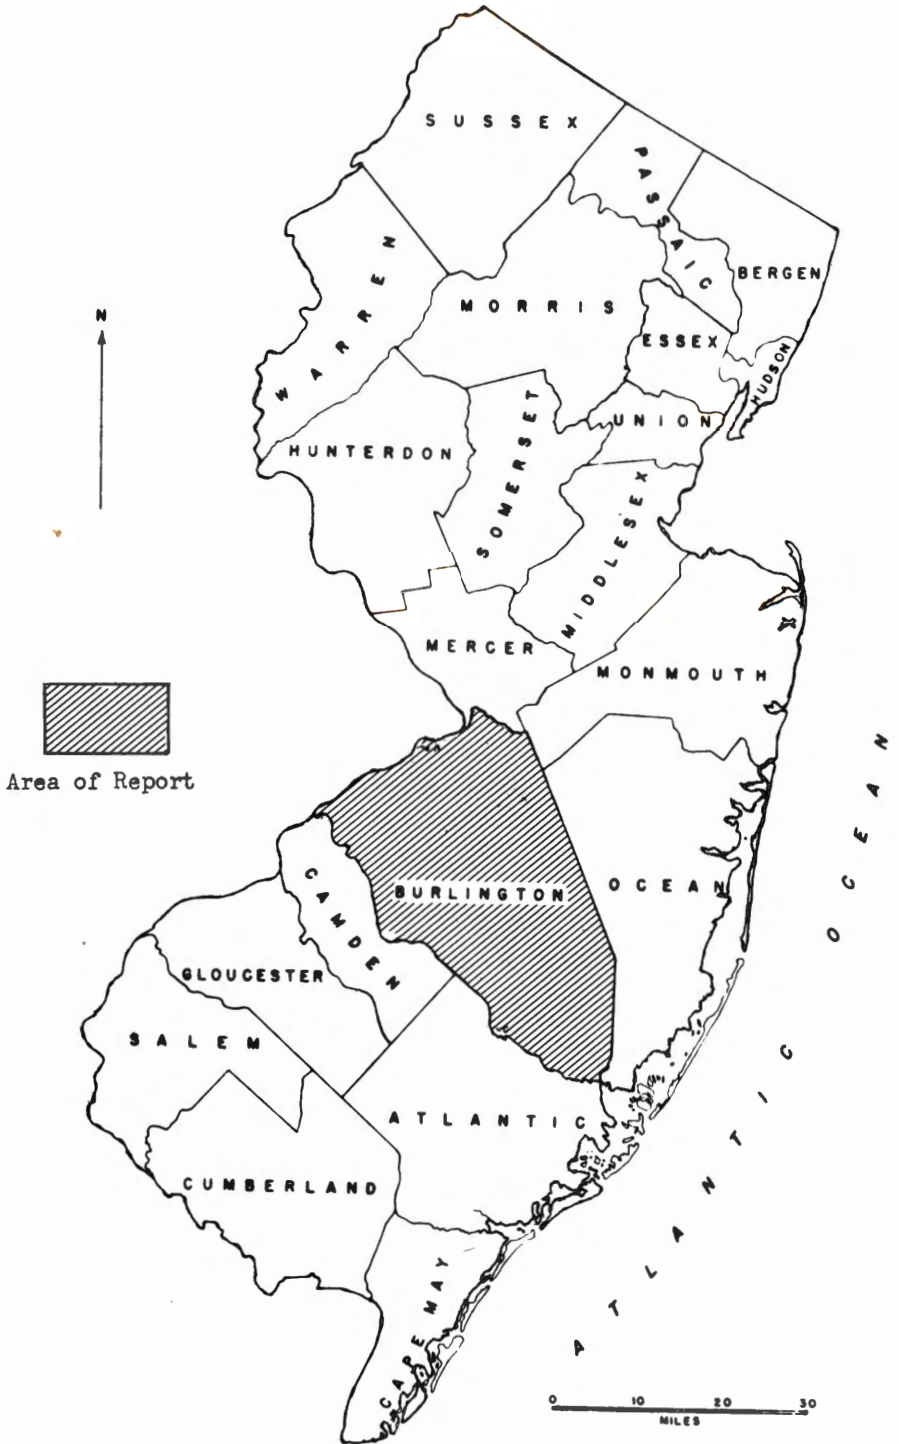 SUSSEX
PASSAIC
BERGEN
WARREN
MORRIS
ESSEX
HUDSON
N
UNION
HUNTERDON
SOMERSET
MIDDLESEX
MERCER
MONMOUTH
Area of Report
BURLINGTON
OCEAN
CAMDEN
GLOUCESTER
SALEM
ATLANTIC
CUMBERLAND
CAPE MAY
ATLANTIC OCEAN
0 10 20 30
MILES